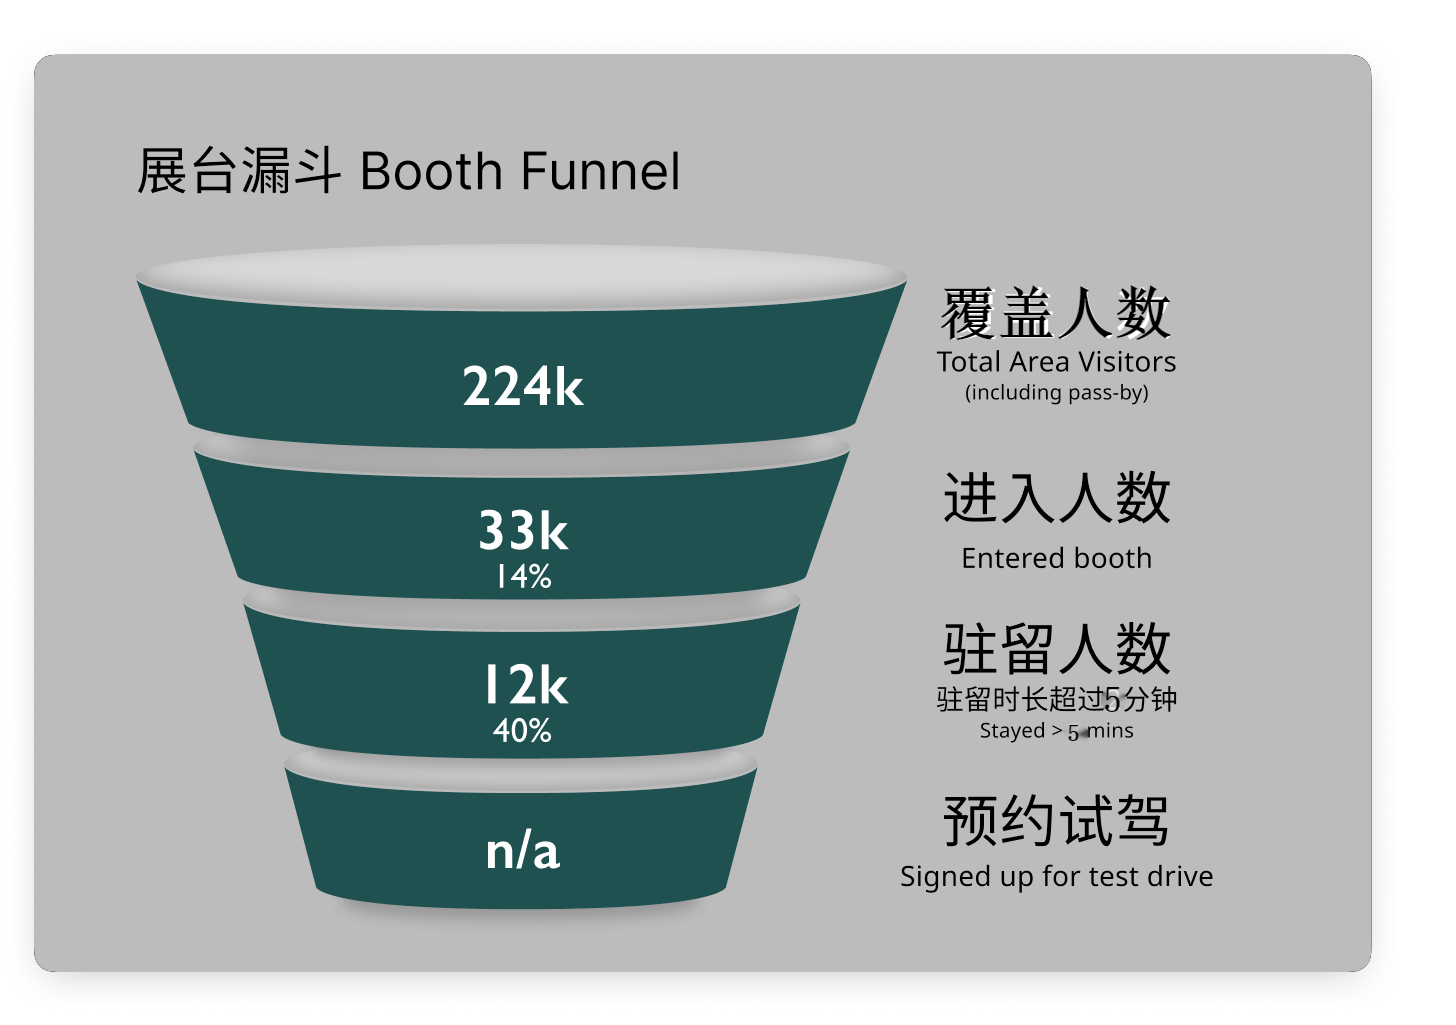 展台漏斗 Booth Funnel
224k
覆盖人数
Total Area Visitors
(including pass-by)
33k
14%
进入人数
Entered booth
12k
40%
驻留人数
驻留时长超过5分钟
Stayed > 5 mins
n/a
预约试驾
Signed up for test drive